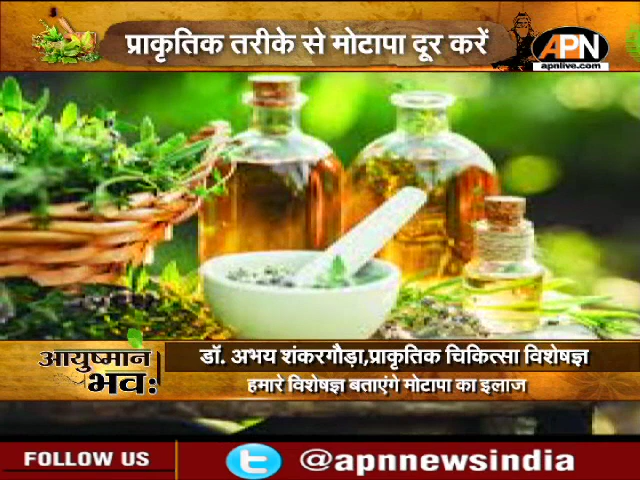 प्राकृतिक तरीके से मोटापा दूर करें
APN
apnlive.com
आयुष्मान
भव:
डॉ. अभय शंकरगौड़ा,प्राकृतिक चिकित्सा विशेषज्ञ
हमारे विशेषज्ञ बताएंगे मोटापा का इलाज
FOLLOW US
@apnnewsindia